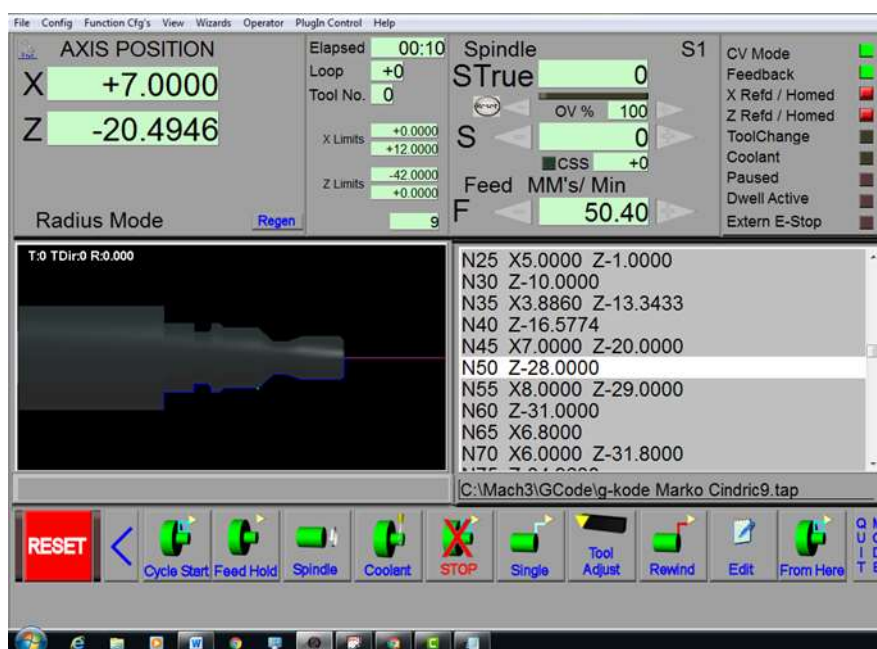 File Config Function Cfg's View Wizards Operator PlugIn Control Help
AXIS POSITION
X +7.0000
Z -20.4946
Radius Mode
Regen
Elapsed 00:10
Loop +0
Tool No. 0
X Limits +0.0000
+12.0000
Z Limits -42.0000
+0.0000
9
Spindle S1
STrue 0
OV % 100
S 0
CSS +0
Feed MM's/ Min
F 50.40
CV Mode
Feedback
X Refd / Homed
Z Refd / Homed
ToolChange
Coolant
Paused
Dwell Active
Extern E-Stop
T:0 TDir:0 R:0.000
N25 X5.0000 Z-1.0000
N30 Z-10.0000
N35 X3.8860 Z-13.3433
N40 Z-16.5774
N45 X7.0000 Z-20.0000
N50 Z-28.0000
N55 X8.0000 Z-29.0000
N60 Z-31.0000
N65 X6.8000
N70 X6.0000 Z-31.8000
C:\Mach3\GCode\g-kode Marko Cindric9.tap
RESET
Cycle Start
Feed Hold
Spindle
Coolant
STOP
Single
Tool
Adjust
Rewind
Edit
From Here
QUIT